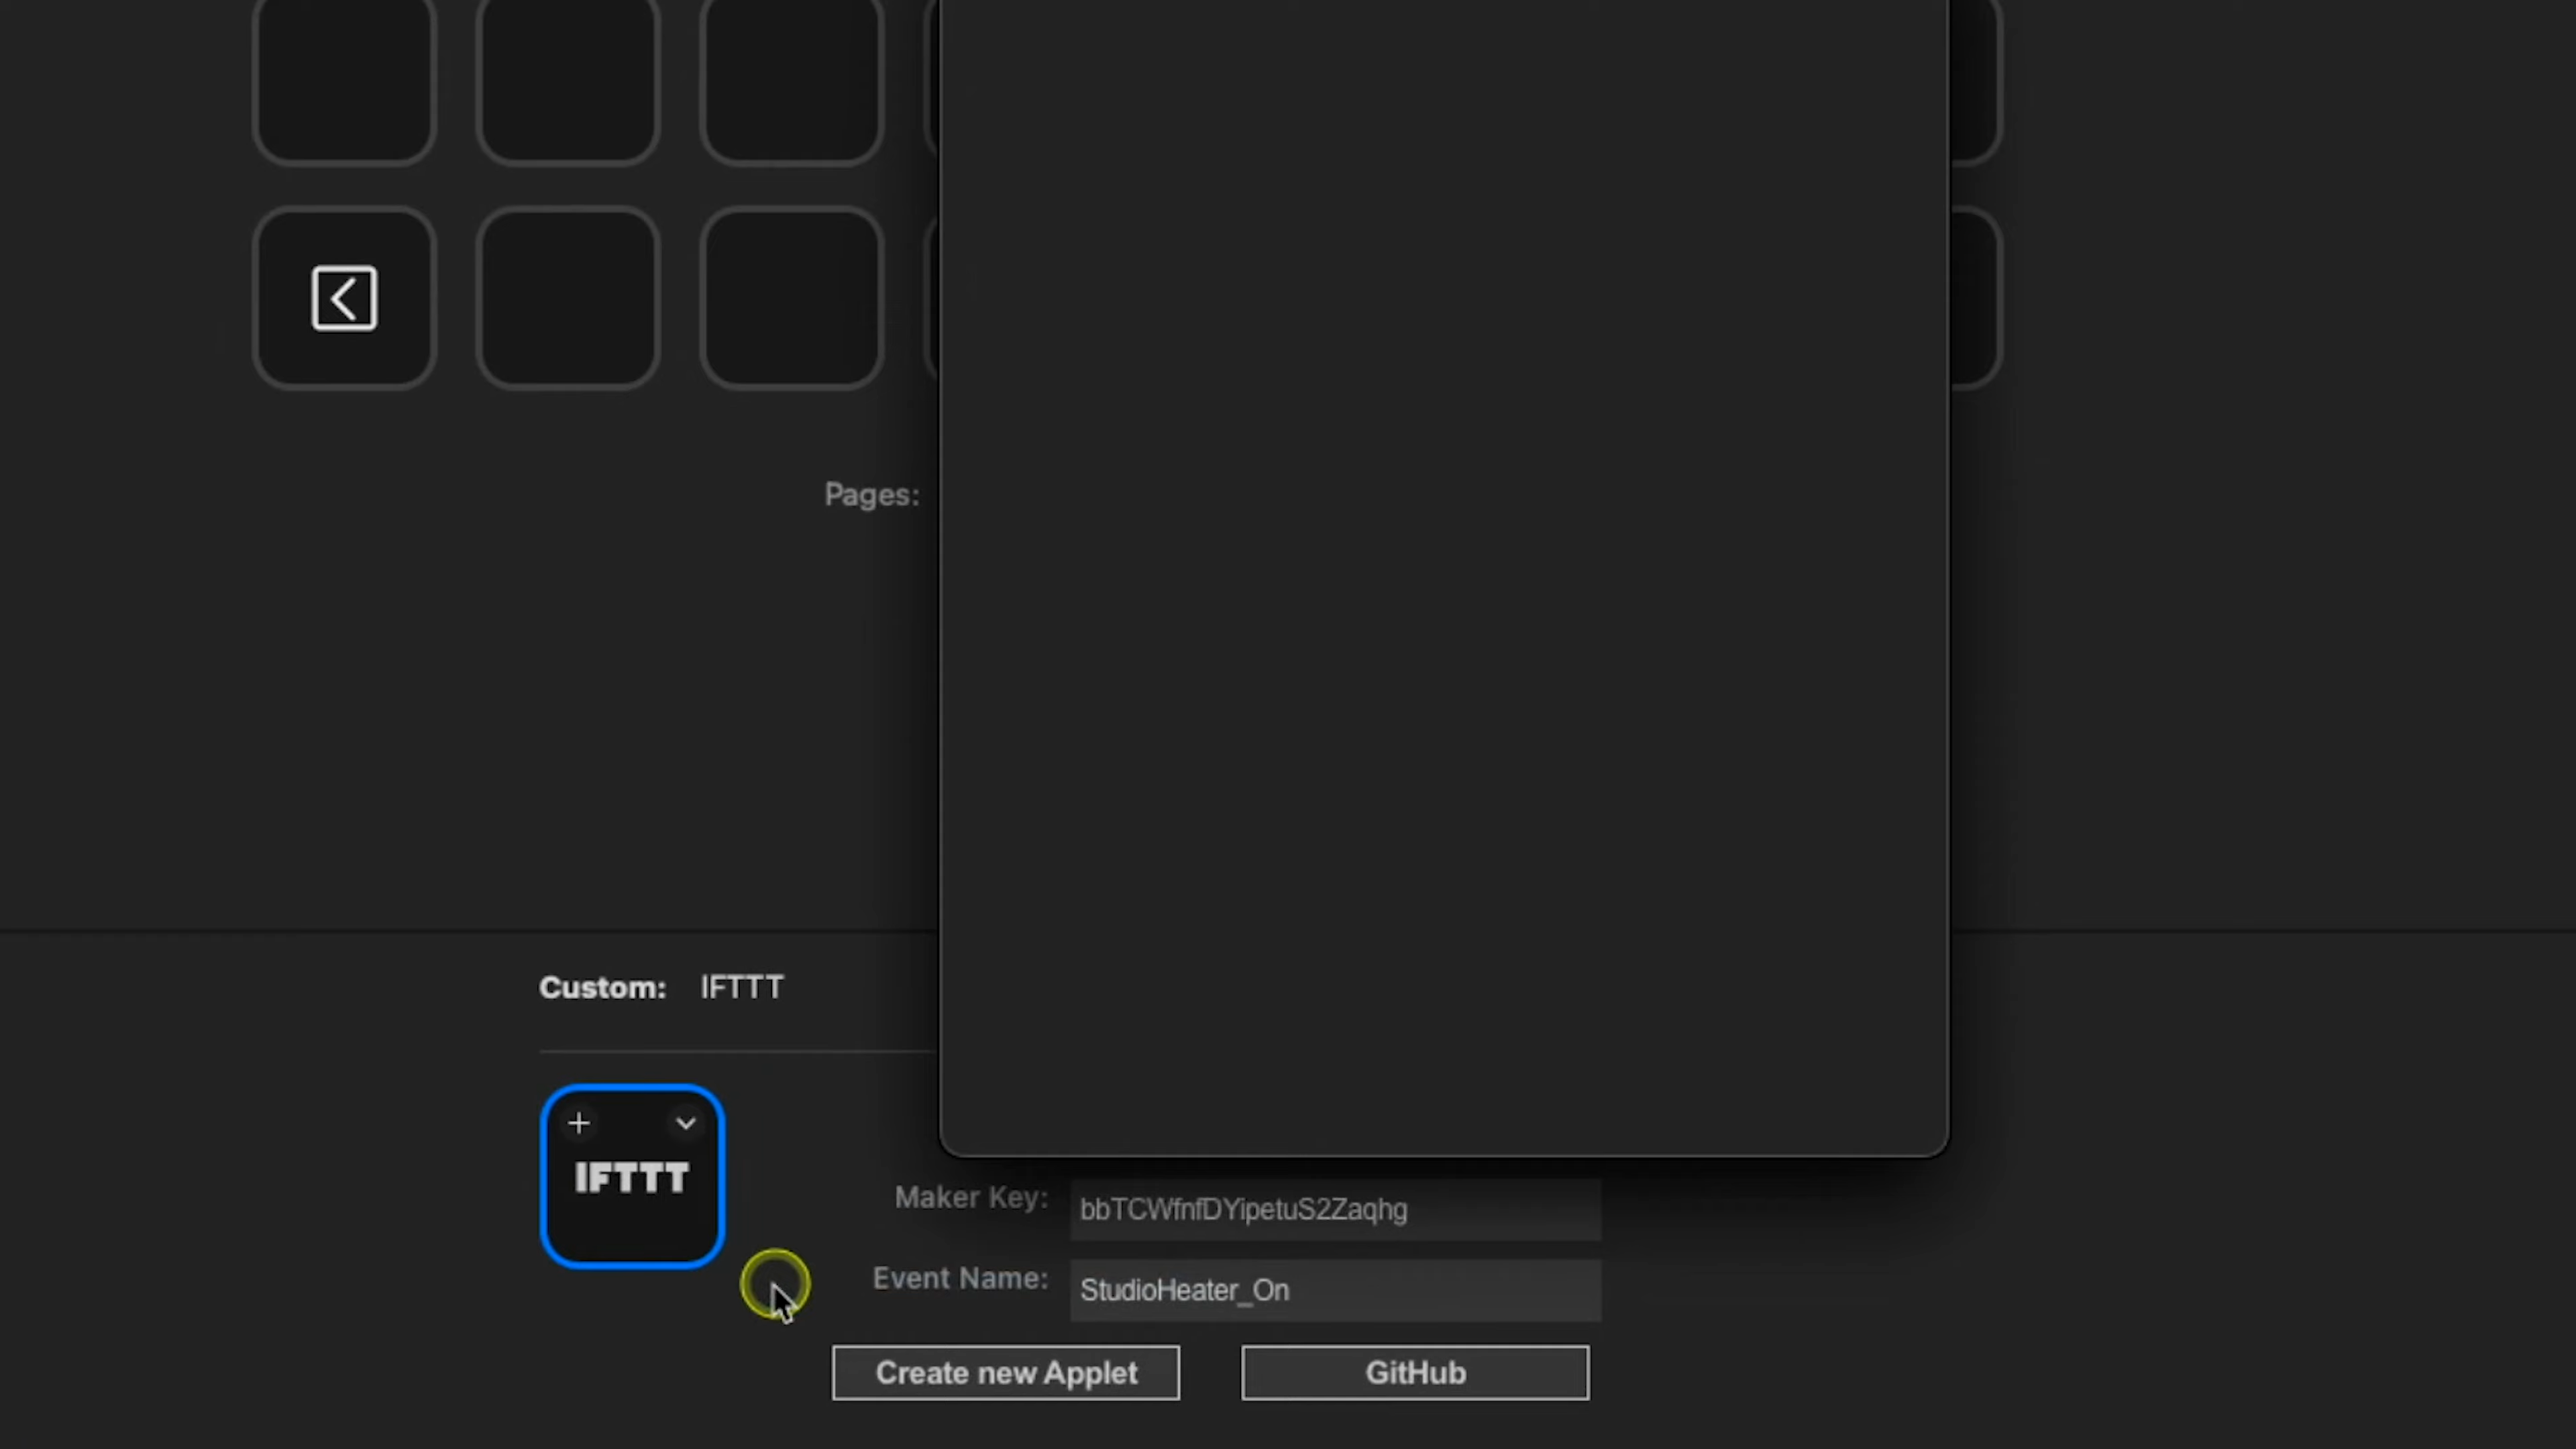 Pages:
Custom: IFTTT
IFTTT
Maker Key: bbTCWfnfDYipetuS2Zaqhg
Event Name: StudioHeater_On
Create new Applet
GitHub